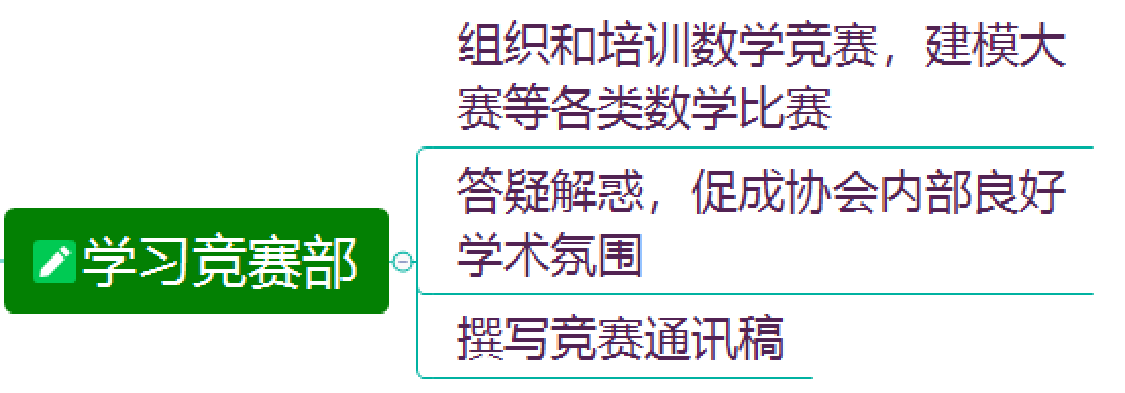 组织和培训数学竞赛，建模大
赛等各类数学比赛
答疑解惑，促成协会内部良好
学术氛围
学习竞赛部
撰写竞赛通讯稿